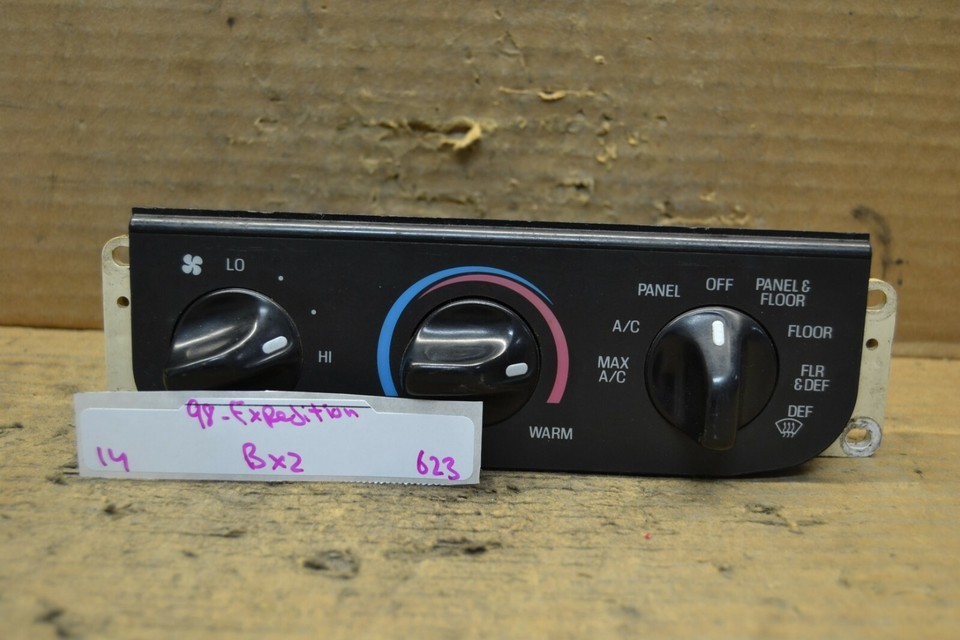 LO
HI
WARM
PANEL
OFF
PANEL &
FLOOR
A/C
FLOOR
MAX
A/C
FLR
& DEF
DEF
98-Expedition
14 Bx2 623